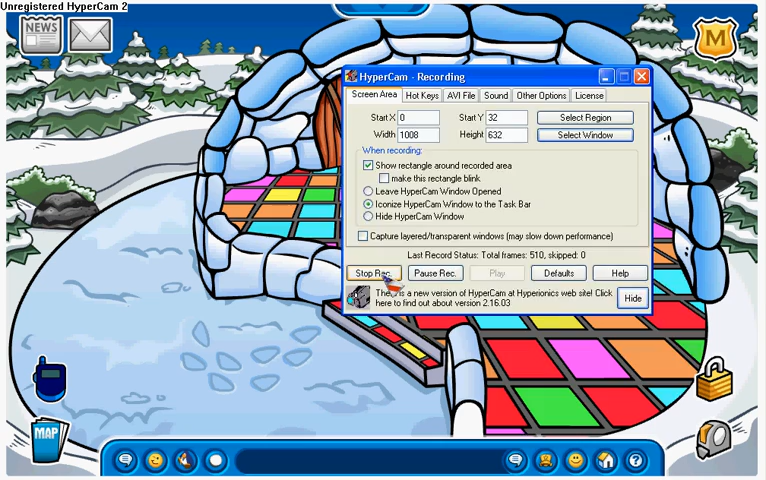 Unregistered HyperCam 2
NEWS
M
HyperCam - Recording
Screen Area Hot Keys AVI File Sound Other Options License
Start X 0 Start Y 32 Select Region
Width 1008 Height 632 Select Window
When recording:
Show rectangle around recorded area
make this rectangle blink
Leave HyperCam Window Opened
Iconize HyperCam Window to the Task Bar
Hide HyperCam Window
Capture layered/transparent windows (may slow down performance)
Last Record Status: Total frames: 510, skipped: 0
Stop Rec. Pause Rec. Play Defaults Help
is a new version of HyperCam at Hyperionics web site! Click
here to find out about version 2.16.03
Hide
MAP
?